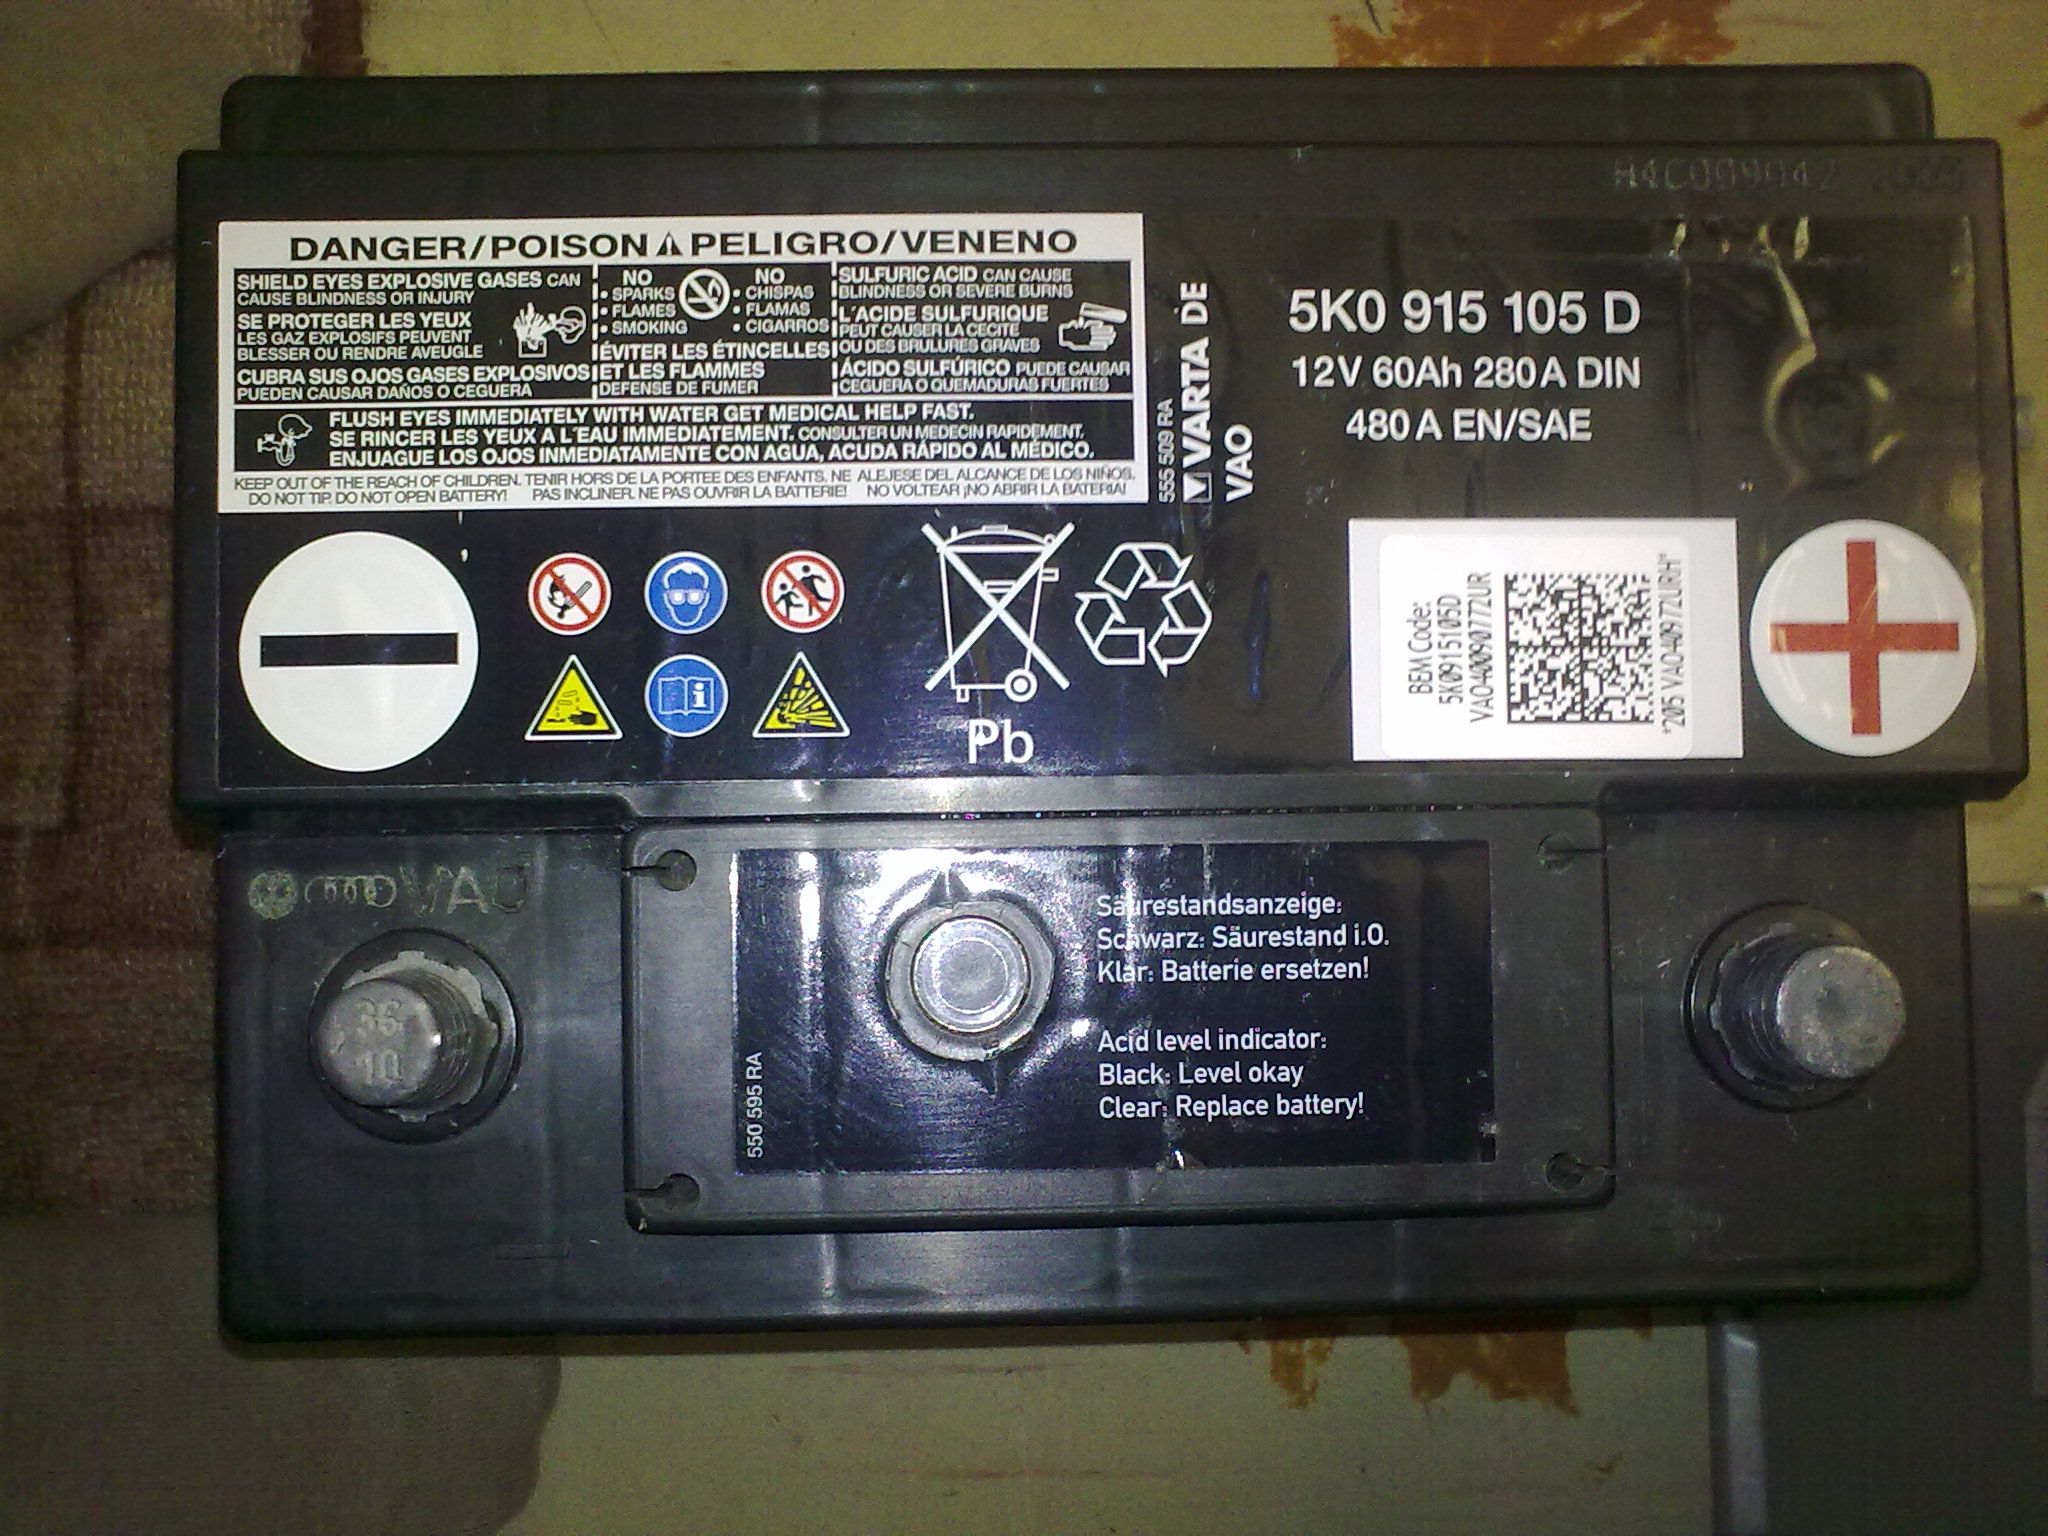 H4C009042
DANGER/POISON PELIGRO/VENENO
SHIELD EYES EXPLOSIVE GASES CAN
CAUSE BLINDNESS OR INJURY
SE PROTEGER LES YEUX
LES GAZ EXPLOSIFS PEUVENT
BLESSER OU RENDRE AVEUGLE
CUBRA SUS OJOS GASES EXPLOSIVOS
PUEDEN CAUSAR DAÑOS O CEGUERA
NO
• SPARKS
• FLAMES
• SMOKING
NO
• CHISPAS
• FLAMAS
• CIGARROS
ÉVITER LES ÉTINCELLES
ET LES FLAMMES
DEFENSE DE FUMER
SULFURIC ACID CAN CAUSE
BLINDNESS OR SEVERE BURNS
L'ACIDE SULFURIQUE
PEUT CAUSER LA CECITE
OU DES BRULURES GRAVES
ÁCIDO SULFÚRICO PUEDE CAUSAR
CEGUERA O QUEMADURAS FUERTES
FLUSH EYES IMMEDIATELY WITH WATER GET MEDICAL HELP FAST.
SE RINCER LES YEUX A L'EAU IMMEDIATEMENT. CONSULTER UN MEDECIN RAPIDEMENT.
ENJUAGUE LOS OJOS INMEDIATAMENTE CON AGUA, ACUDA RÁPIDO AL MÉDICO.
KEEP OUT OF THE REACH OF CHILDREN. TENIR HORS DE LA PORTEE DES ENFANTS. NE ALEJESE DEL ALCANCE DE LOS NIÑOS.
DO NOT TIP. DO NOT OPEN BATTERY! PAS INCLINER. NE PAS OUVRIR LA BATTERIE! NO VOLTEAR ¡NO ABRIR LA BATERIA!
555 509 RA
VARTA DE
VAO
5K0 915 105 D
12V 60Ah 280A DIN
480A EN/SAE
Pb
BEM Code:
5K0915105D
VAO400907772UR
VAO
36
10
550 595 RA
Säurestandsanzeige:
Schwarz: Säurestand i.O.
Klar: Batterie ersetzen!
Acid level indicator:
Black: Level okay
Clear: Replace battery!